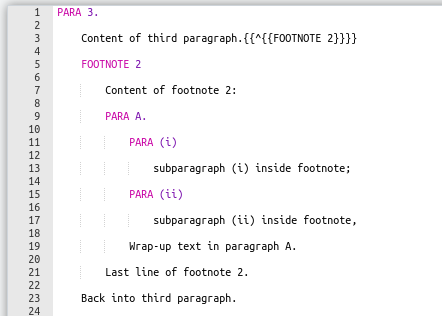 1 PARA 3.
2
3 Content of third paragraph.{{^{{FOOTNOTE 2}}}}
4
5 FOOTNOTE 2
6
7 Content of footnote 2:
8
9 PARA A.
10
11 PARA (i)
12
13 subparagraph (i) inside footnote;
14
15 PARA (ii)
16
17 subparagraph (ii) inside footnote,
18
19 Wrap-up text in paragraph A.
20
21 Last line of footnote 2.
22
23 Back into third paragraph.
24